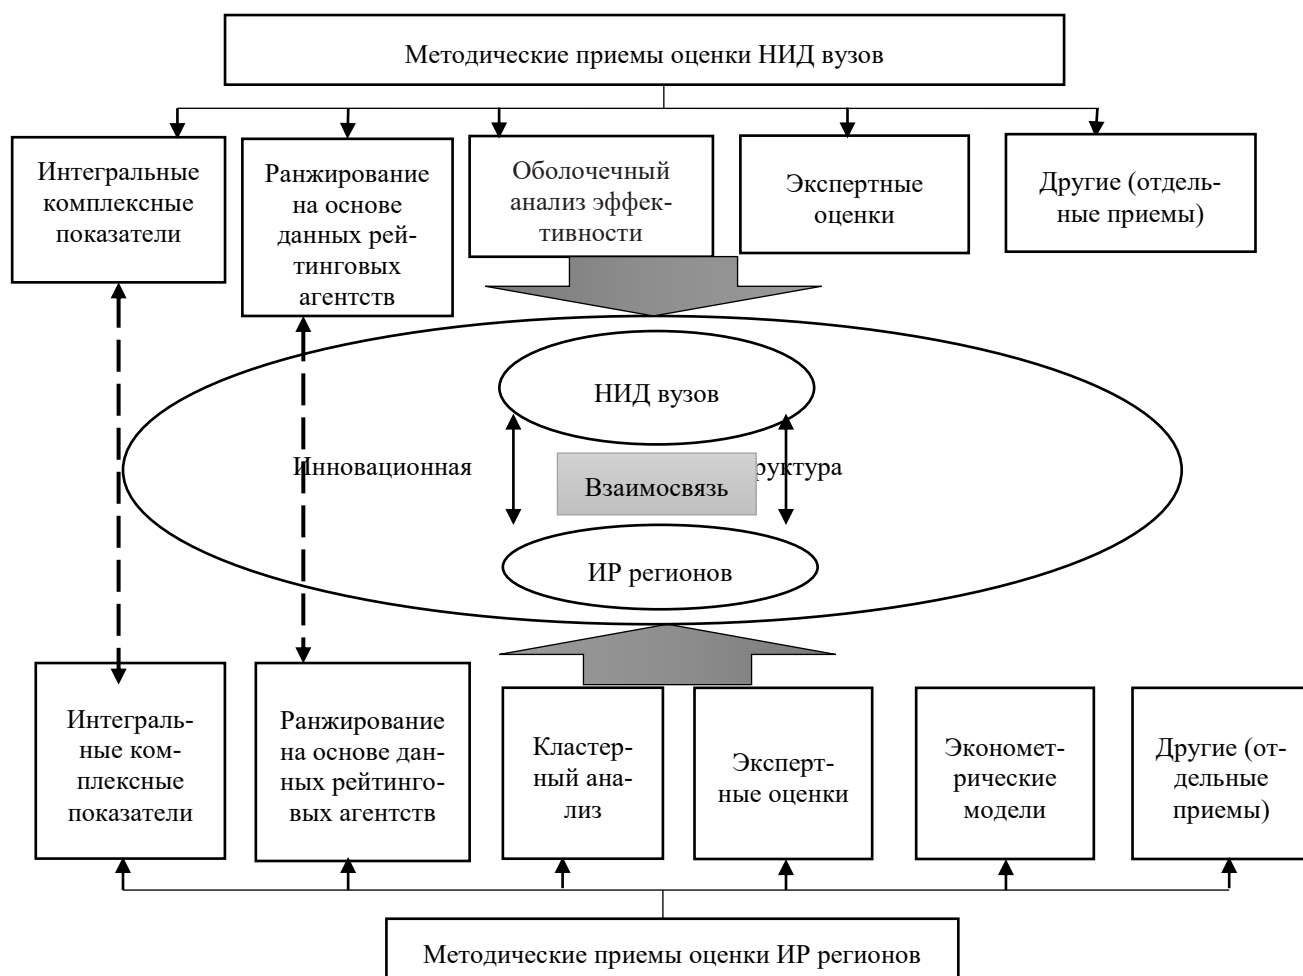 Методические приемы оценки НИД вузов
Интегральные
комплексные
показатели
Ранжирование
на основе
данных рей-
тинговых
агентств
Оболочечный
анализ эффек-
тивности
Экспертные
оценки
Другие (отдель-
ные приемы)
НИД вузов
Инновационная
руктура
Взаимосвязь
ИР регионов
Интеграль-
ные ком-
плексные
показатели
Ранжирование
на основе дан-
ных рейтинго-
вых агентств
Кластер-
ный ана-
лиз
Эксперт-
ные оценки
Экономет-
рические
модели
Другие (от-
дельные
приемы)
Методические приемы оценки ИР регионов